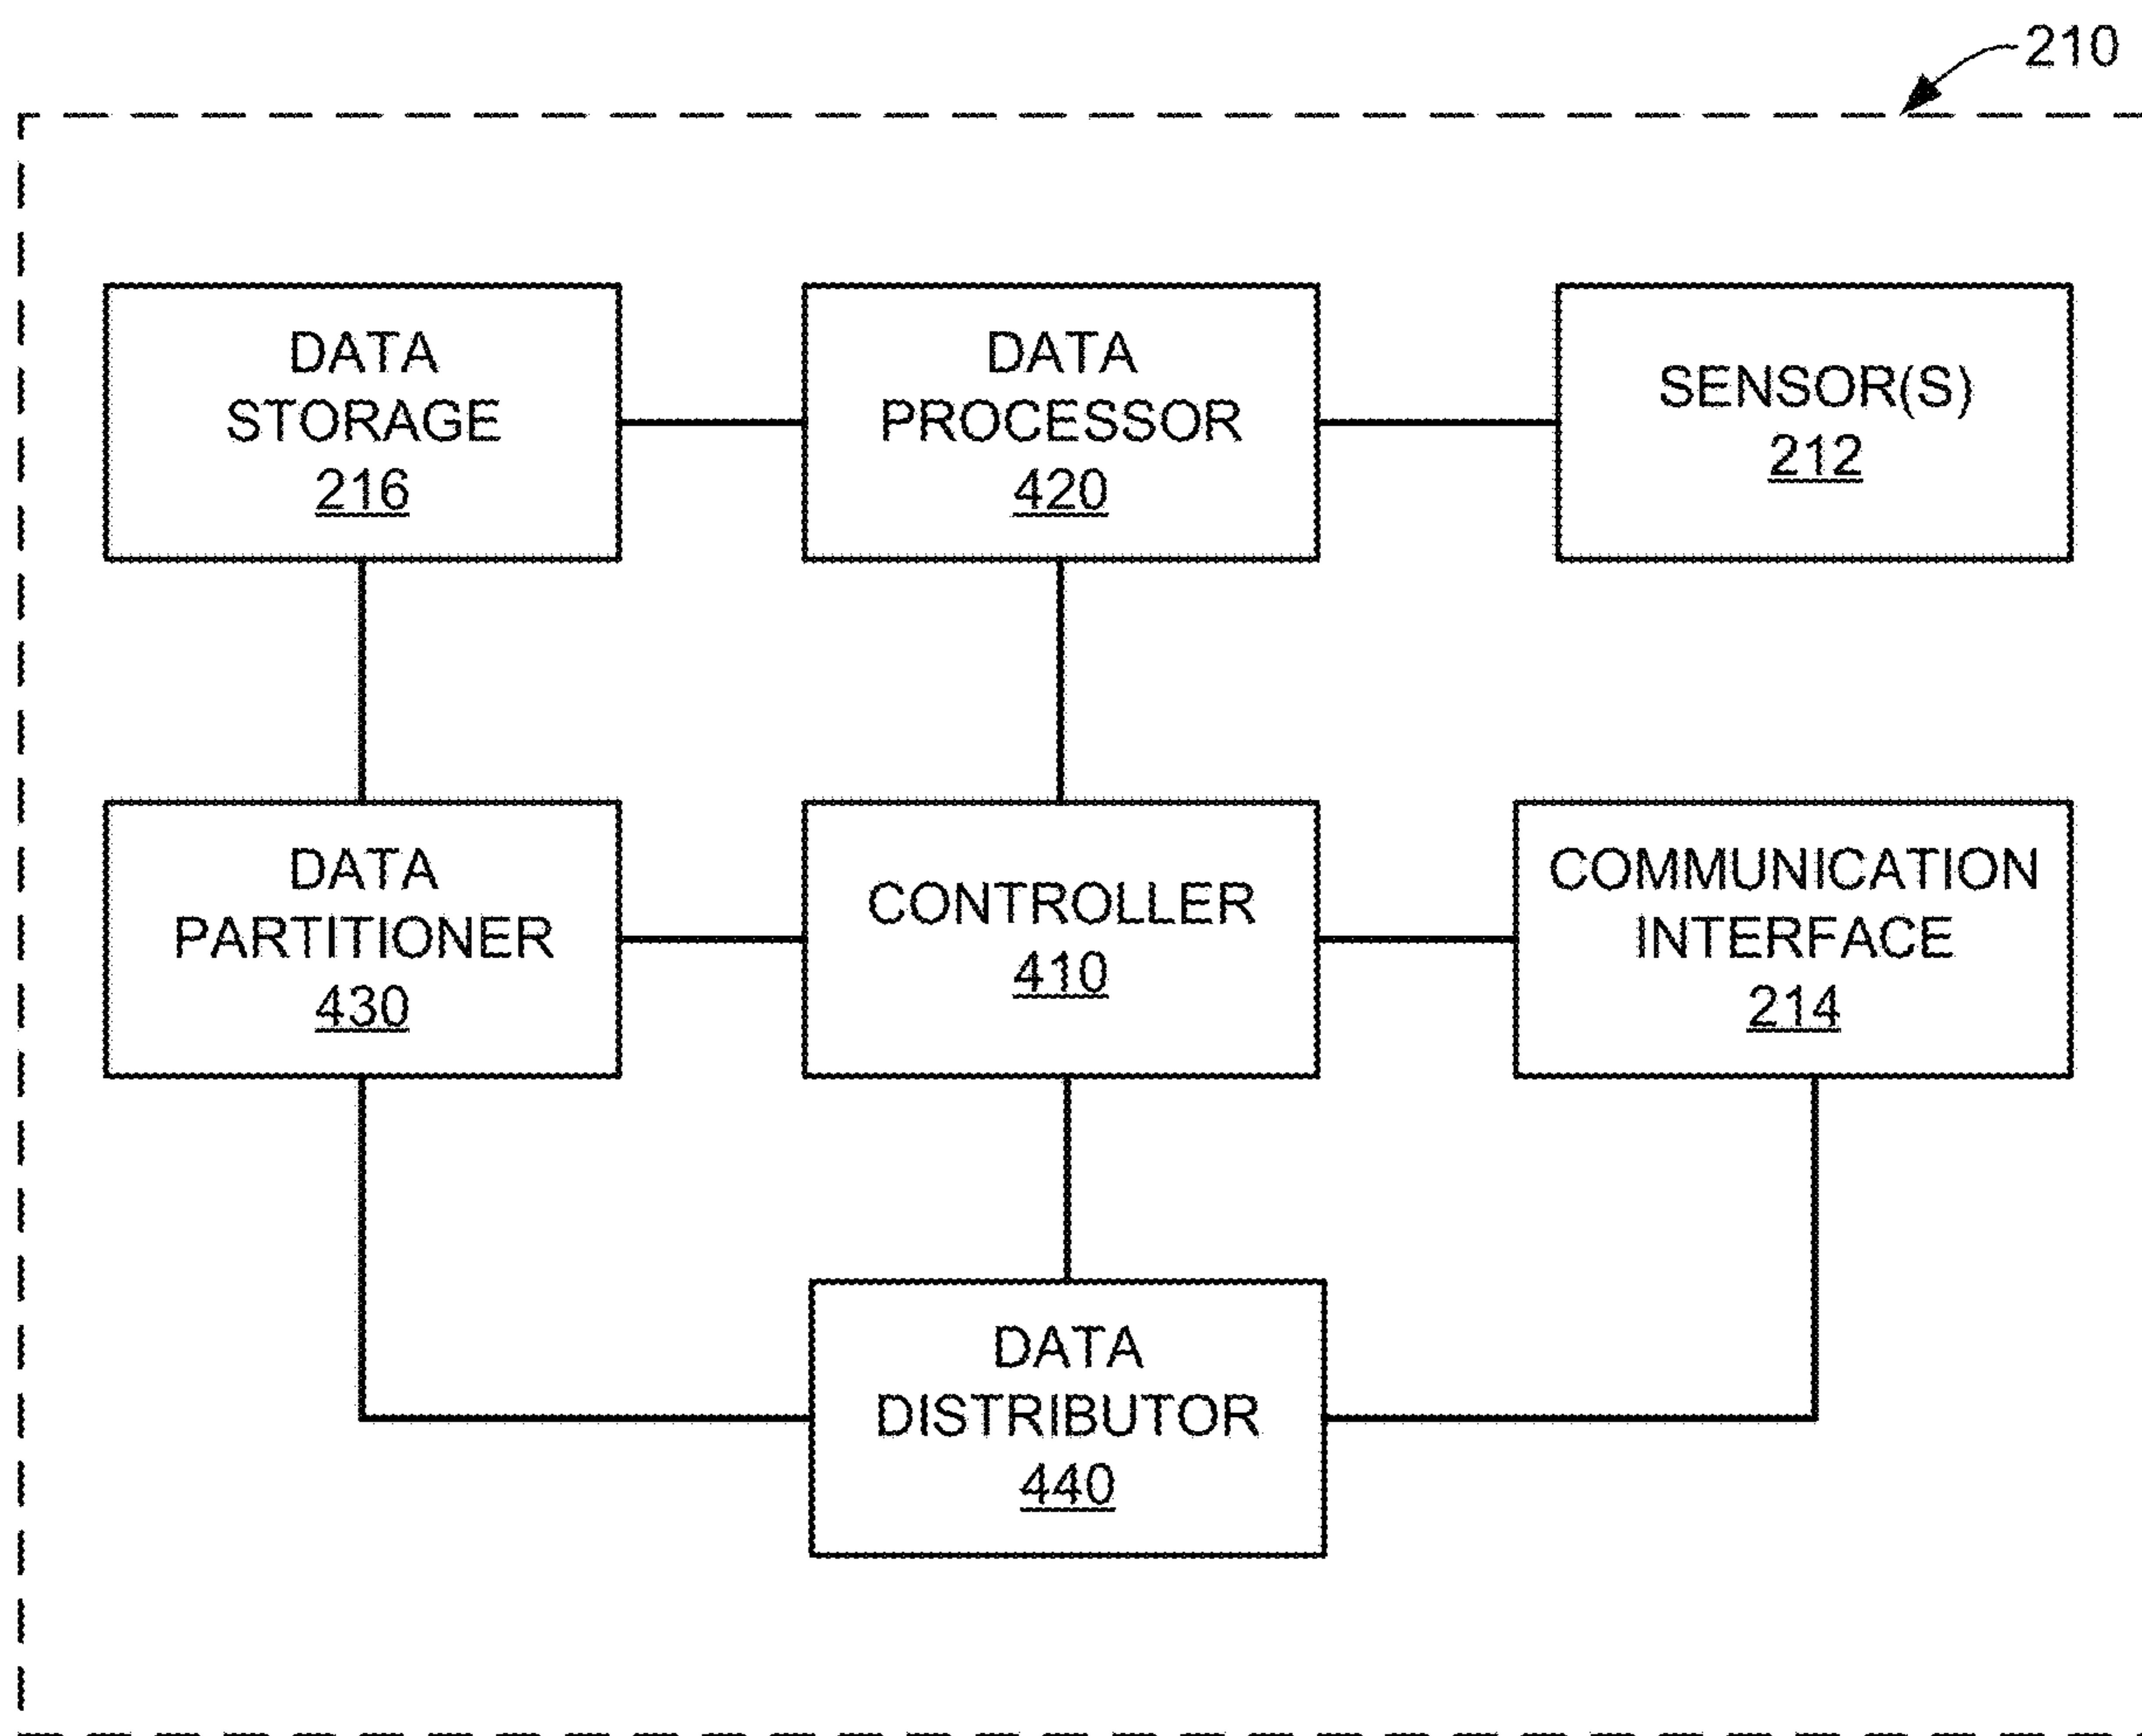 210
DATA
STORAGE
216
DATA
PROCESSOR
420
SENSOR(S)
212
DATA
PARTITIONER
430
CONTROLLER
410
COMMUNICATION
INTERFACE
214
DATA
DISTRIBUTOR
440